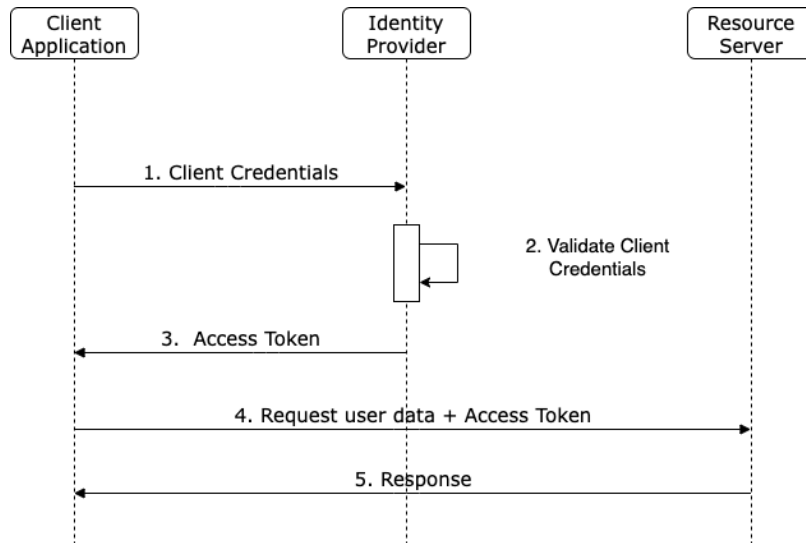 Client
Application
Identity
Provider
Resource
Server
1. Client Credentials
2. Validate Client
Credentials
3. Access Token
4. Request user data + Access Token
5. Response